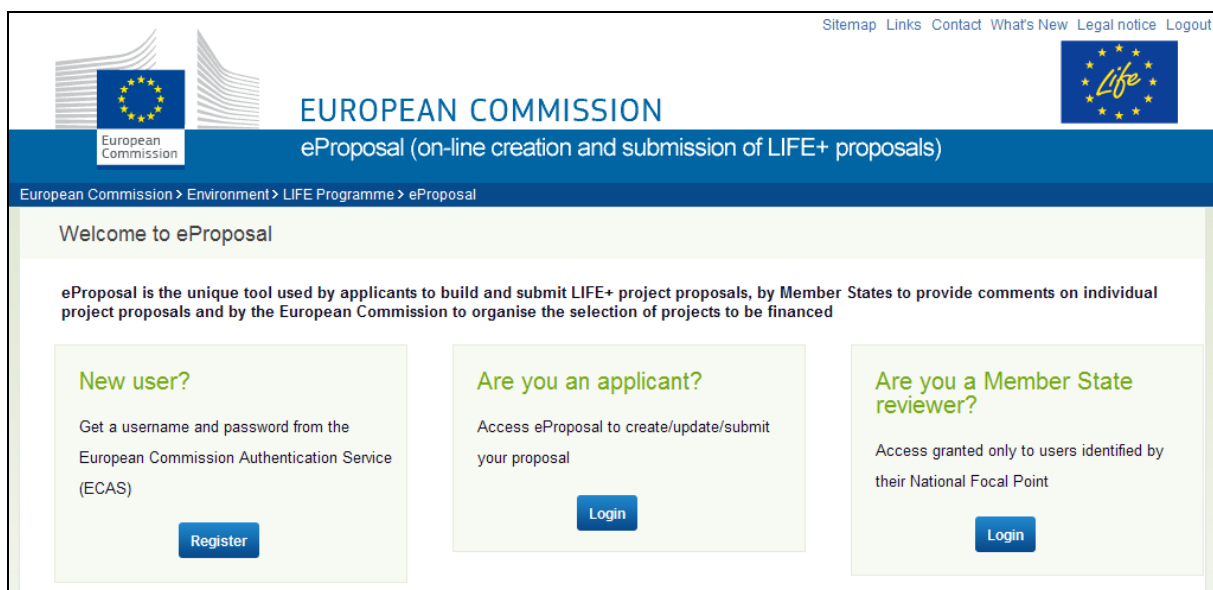 Sitemap Links Contact What's New Legal notice Logout
Life
European
Commission
EUROPEAN COMMISSION
eProposal (on-line creation and submission of LIFE+ proposals)
European Commission > Environment > LIFE Programme > eProposal
Welcome to eProposal
eProposal is the unique tool used by applicants to build and submit LIFE+ project proposals, by Member States to provide comments on individual
project proposals and by the European Commission to organise the selection of projects to be financed
New user?
Get a username and password from the
European Commission Authentication Service
(ECAS)
Register
Are you an applicant?
Access eProposal to create/update/submit
your proposal
Login
Are you a Member State
reviewer?
Access granted only to users identified by
their National Focal Point
Login